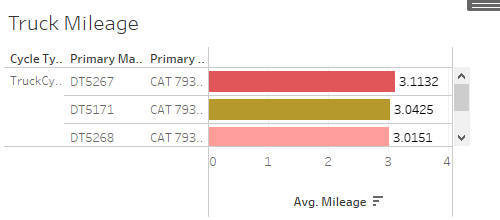 Truck Mileage
Cycle Ty.. Primary Ma.. Primary ..
TruckCy.. DT5267 CAT 793.. 3.1132
DT5171 CAT 793.. 3.0425
DT5268 CAT 793.. 3.0151
0 1 2 3 4
Avg. Mileage